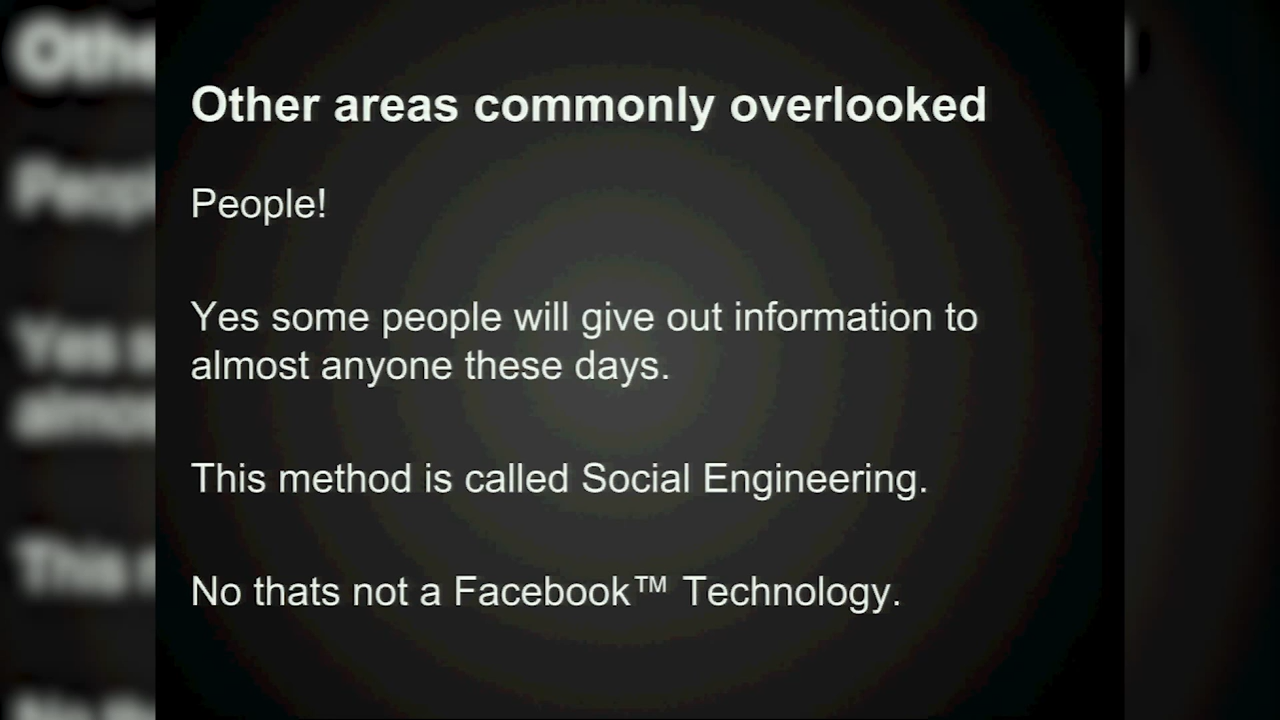 Other areas commonly overlooked
People!
Yes some people will give out information to
almost anyone these days.
This method is called Social Engineering.
No thats not a Facebook™ Technology.